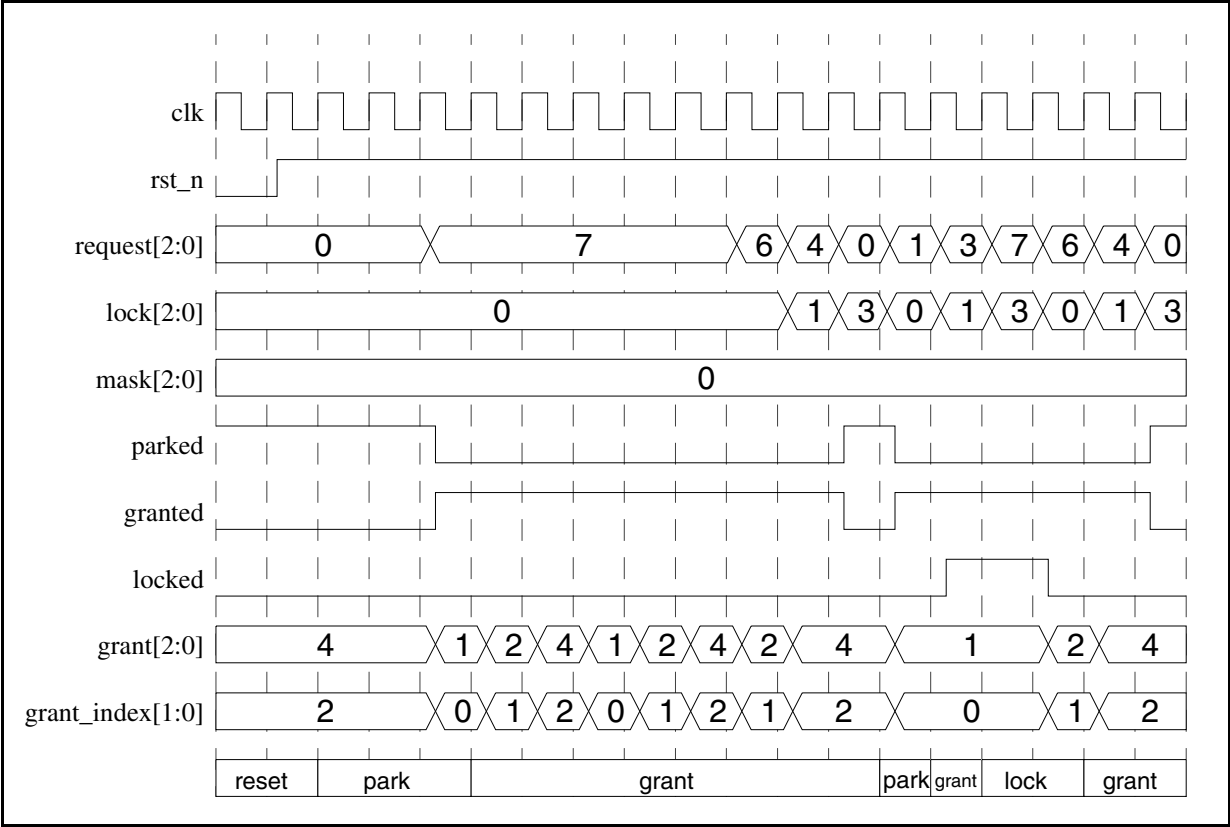 clk
rst_n
request[2:0] 0 7 6 4 0 1 3 7 6 4 0
lock[2:0] 0 1 3 0 1 3 0 1 3
mask[2:0] 0
parked
granted
locked
grant[2:0] 4 1 2 4 1 2 4 2 4 1 2 4
grant_index[1:0] 2 0 1 2 0 1 2 1 2 0 1 2
reset park grant park grant lock grant